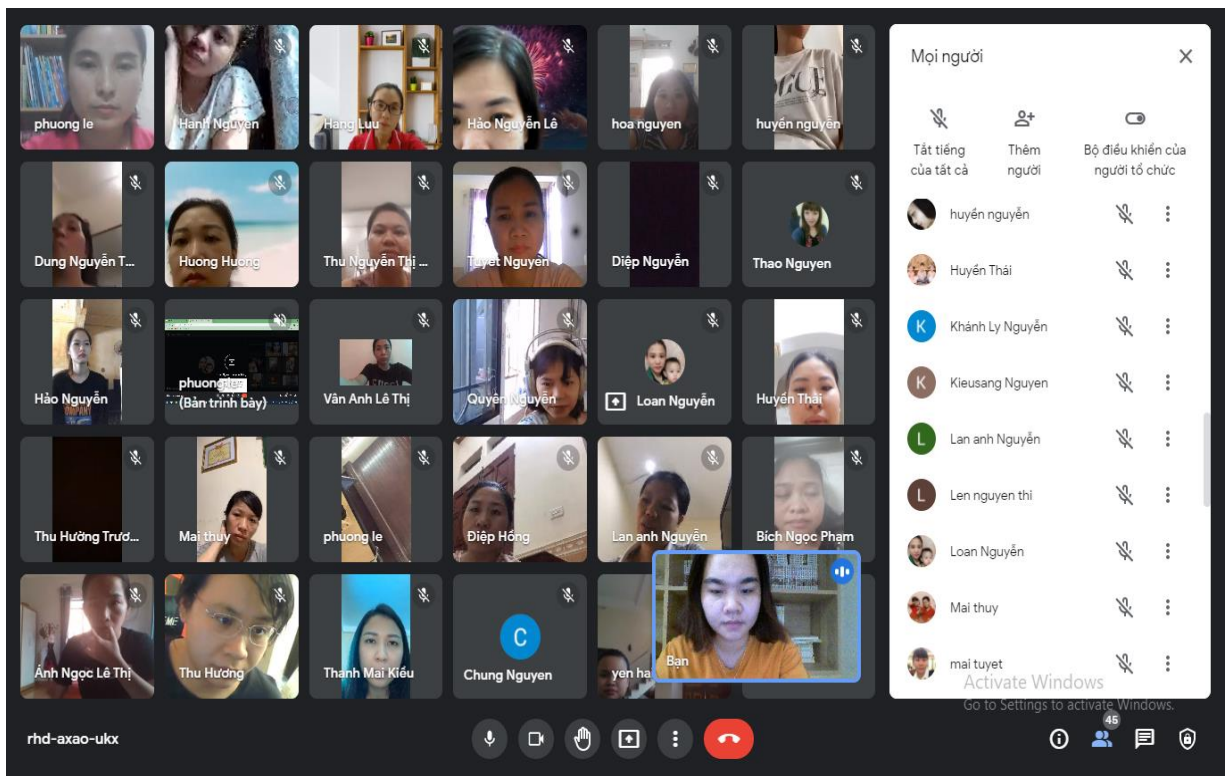 phuong le
Hạnh Nguyen
Hang Luu
Hảo Nguyễn Lê
hoa nguyen
huyền nguyễn
Dung Nguyễn T...
Huong Huong
Thu Nguyễn Thị ...
Tuyet Nguyen
Diệp Nguyễn
Thao Nguyen
Hảo Nguyễn
phuong le
(Bản trình bày)
Vân Anh Lê Thị
Quyên Nguyễn
Loan Nguyễn
Huyền Thái
Thu Hường Trươ...
Mai thuy
phuong le
Điệp Hồng
Lan anh Nguyễn
Bích Ngọc Phạm
Ánh Ngọc Lê Thị
Thu Hương
Thanh Mai Kiều
C
Chung Nguyen
yen ha
Bạn
Mọi người
Tắt tiếng
của tất cả
Thêm
người
Bộ điều khiển của
người tổ chức
huyền nguyễn
Huyền Thái
K
Khánh Ly Nguyễn
K
Kieusang Nguyen
L
Lan anh Nguyễn
L
Len nguyen thi
Loan Nguyễn
Mai thuy
mai tuyet
Activate Windows
Go to Settings to activate Windows.
rhd-axao-ukx
45